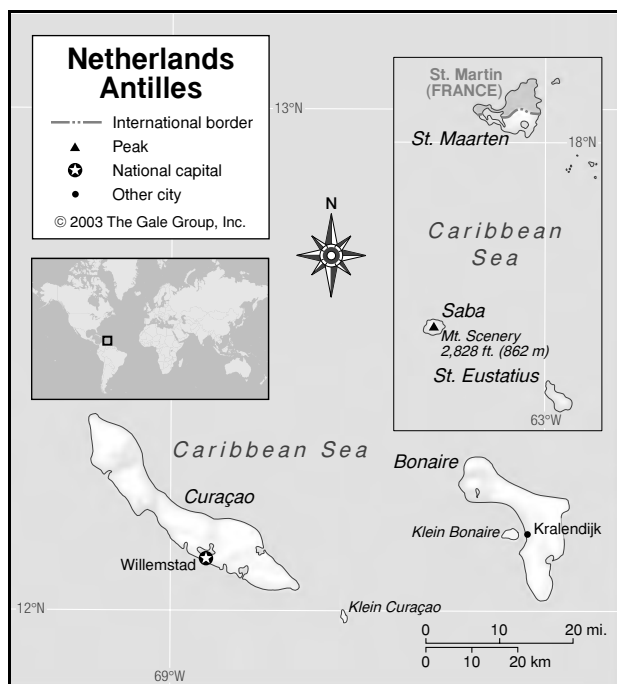 Netherlands
Antilles
International border
Peak
National capital
Other city
© 2003 The Gale Group, Inc.
13°N
N
St. Martin
(FRANCE)
St. Maarten
18°N
Caribbean
Sea
Saba
Mt. Scenery
2,828 ft. (862 m)
St. Eustatius
63°W
Caribbean Sea
Curaçao
Willemstad
Bonaire
Klein Bonaire
Kralendijk
12°N
Klein Curaçao
69°W
0 10 20 mi.
0 10 20 km